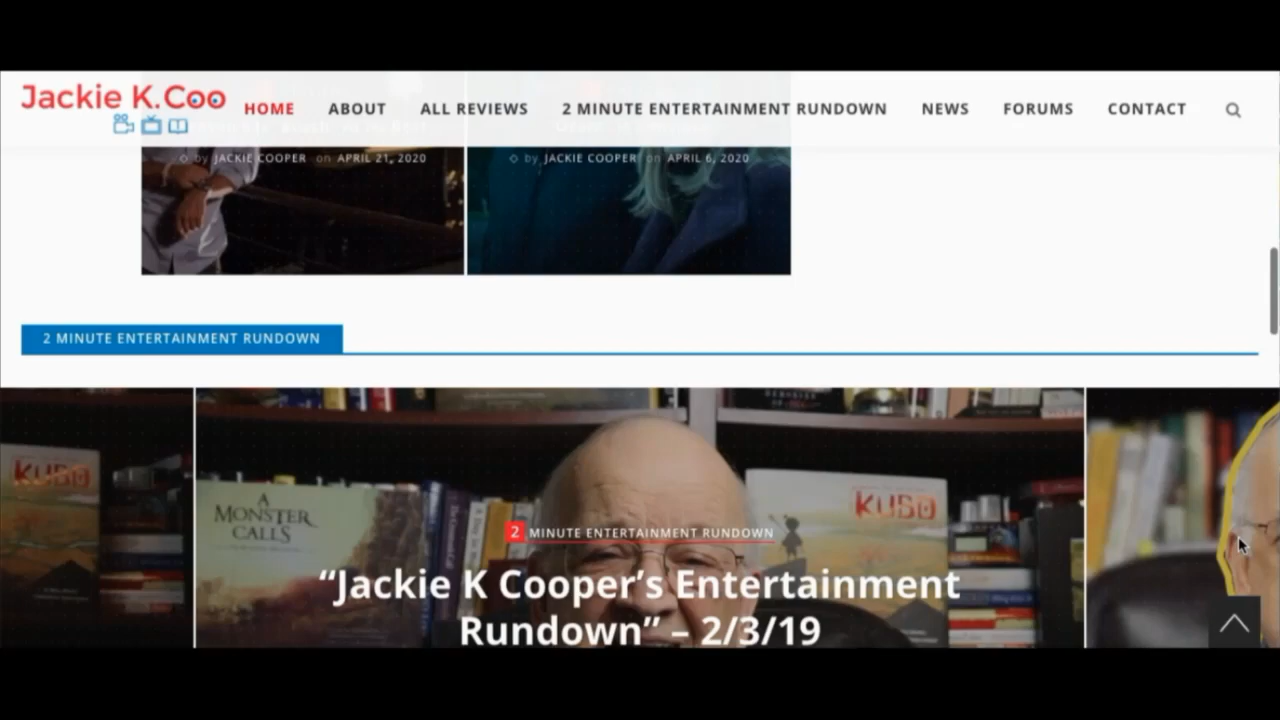 Jackie K.Coo
HOME ABOUT ALL REVIEWS 2 MINUTE ENTERTAINMENT RUNDOWN NEWS FORUMS CONTACT
by JACKIE COOPER on APRIL 21, 2020
by JACKIE COOPER on APRIL 6, 2020
2 MINUTE ENTERTAINMENT RUNDOWN
KUBO
A
MONSTER
CALLS
KUBO
2 MINUTE ENTERTAINMENT RUNDOWN
“Jackie K Cooper’s Entertainment
Rundown” – 2/3/19